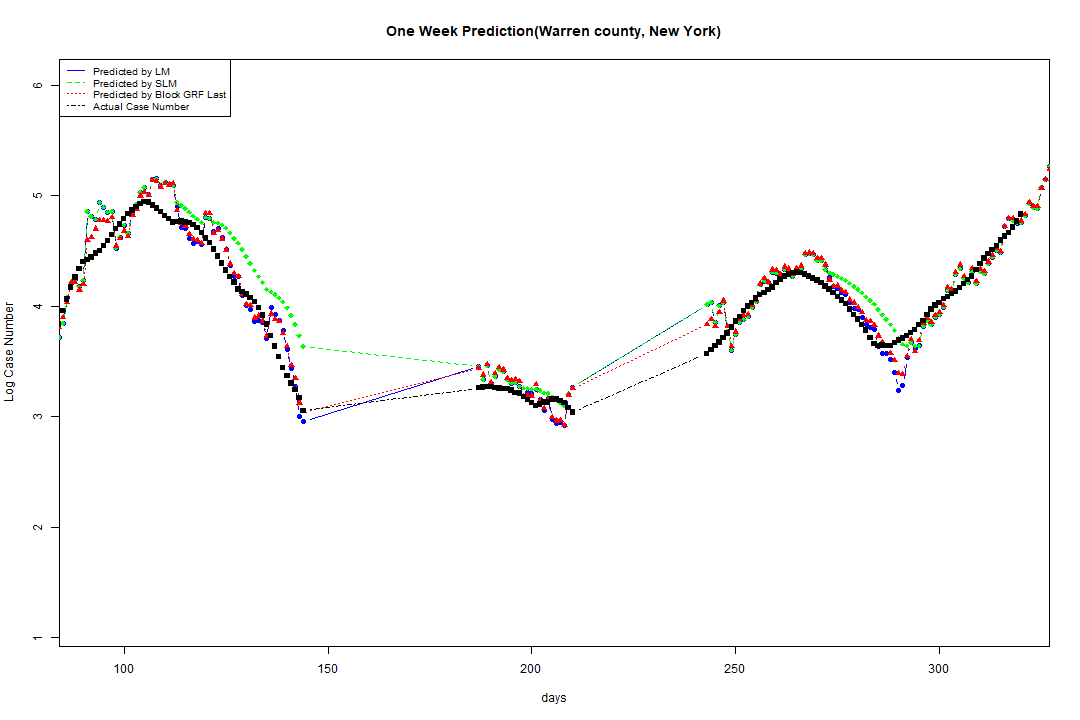 One Week Prediction(Warren county, New York)
Predicted by LM
Predicted by SLM
Predicted by Block GRF Last
Actual Case Number
6
5
4
3
2
1
Log Case Number
100 150 200 250 300
days